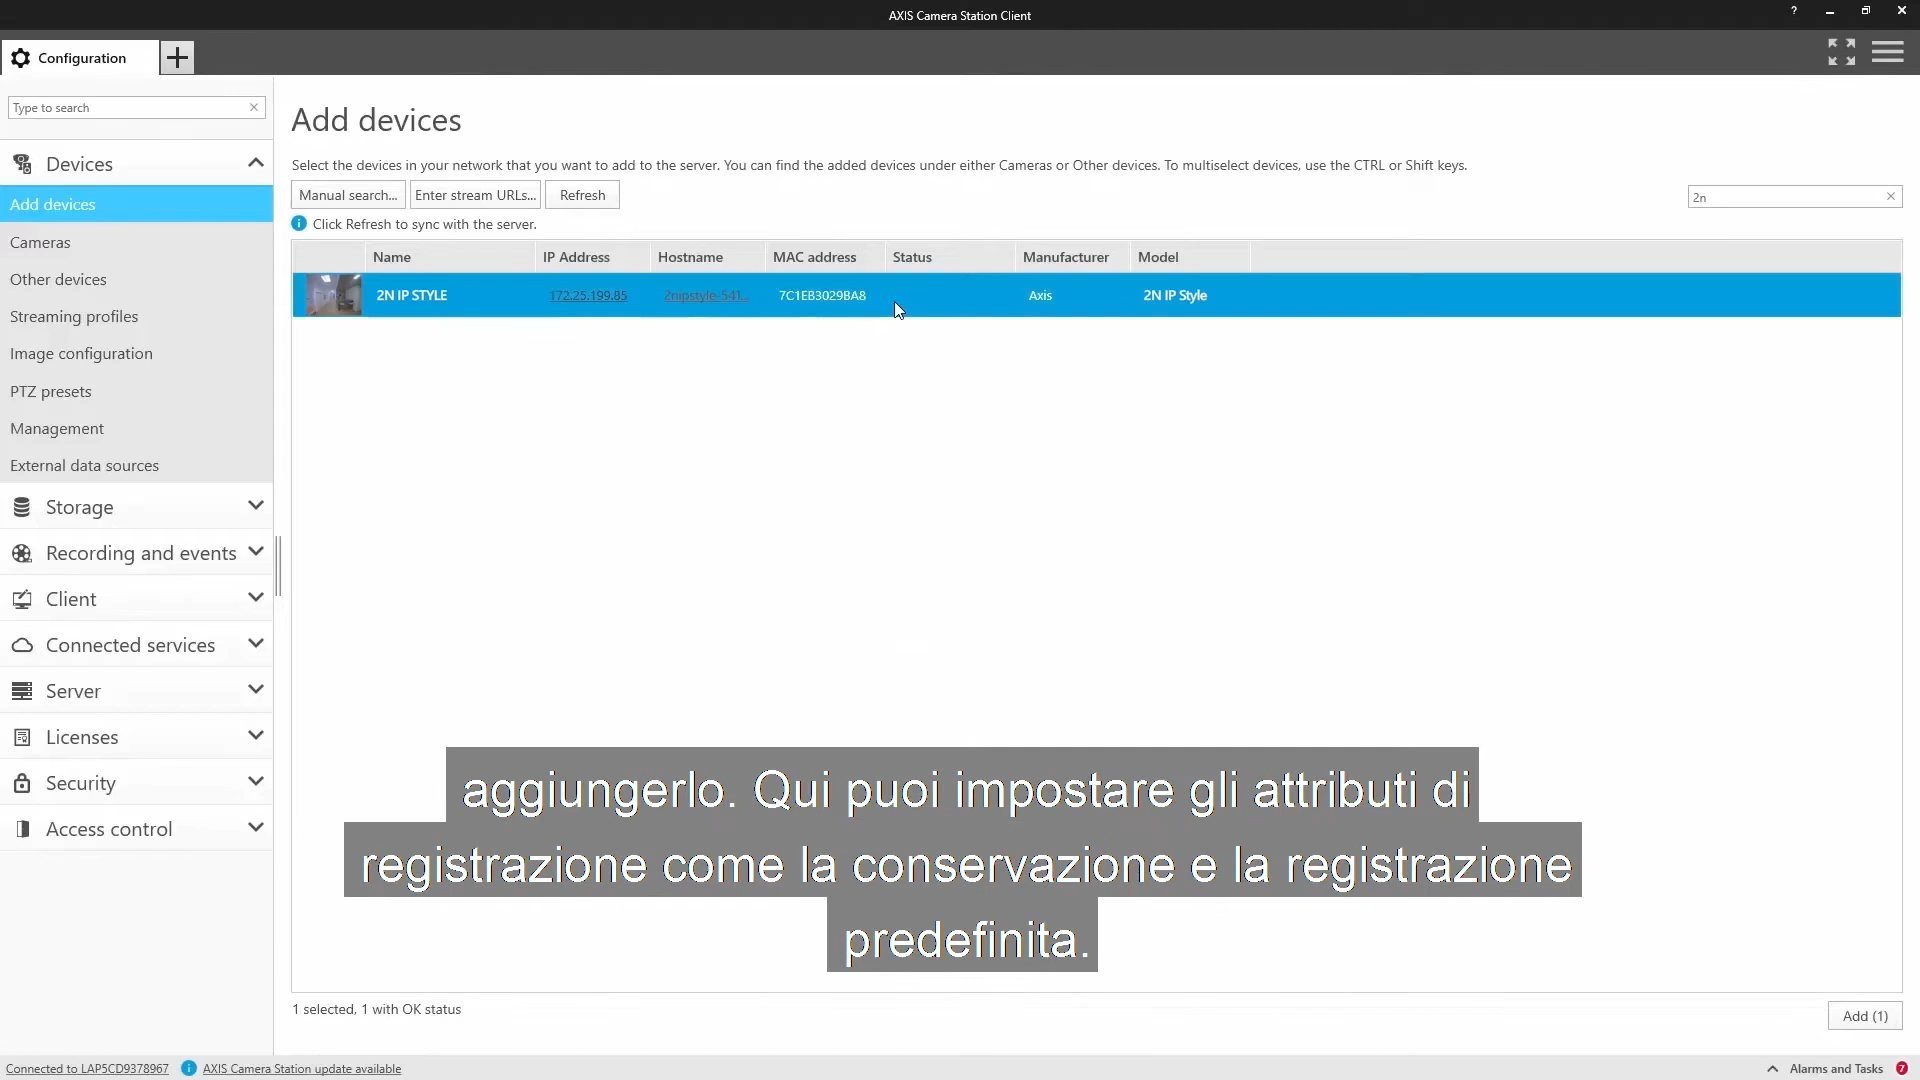 AXIS Camera Station Client
?
Configuration
Type to search
Devices
Add devices
Cameras
Other devices
Streaming profiles
Image configuration
PTZ presets
Management
External data sources
Storage
Recording and events
Client
Connected services
Server
Licenses
Security
Access control
Add devices
Select the devices in your network that you want to add to the server. You can find the added devices under either Cameras or Other devices. To multiselect devices, use the CTRL or Shift keys.
Manual search... Enter stream URLs... Refresh 2n
Click Refresh to sync with the server.
Name IP Address Hostname MAC address Status Manufacturer Model
2N IP STYLE 172.25.199.85 2nipstyle-541... 7C1EB3029BA8 Axis 2N IP Style
aggiungerlo. Qui puoi impostare gli attributi di
registrazione come la conservazione e la registrazione
predefinita.
1 selected, 1 with OK status
Add (1)
Connected to LAP5CD9378967 AXIS Camera Station update available Alarms and Tasks 7